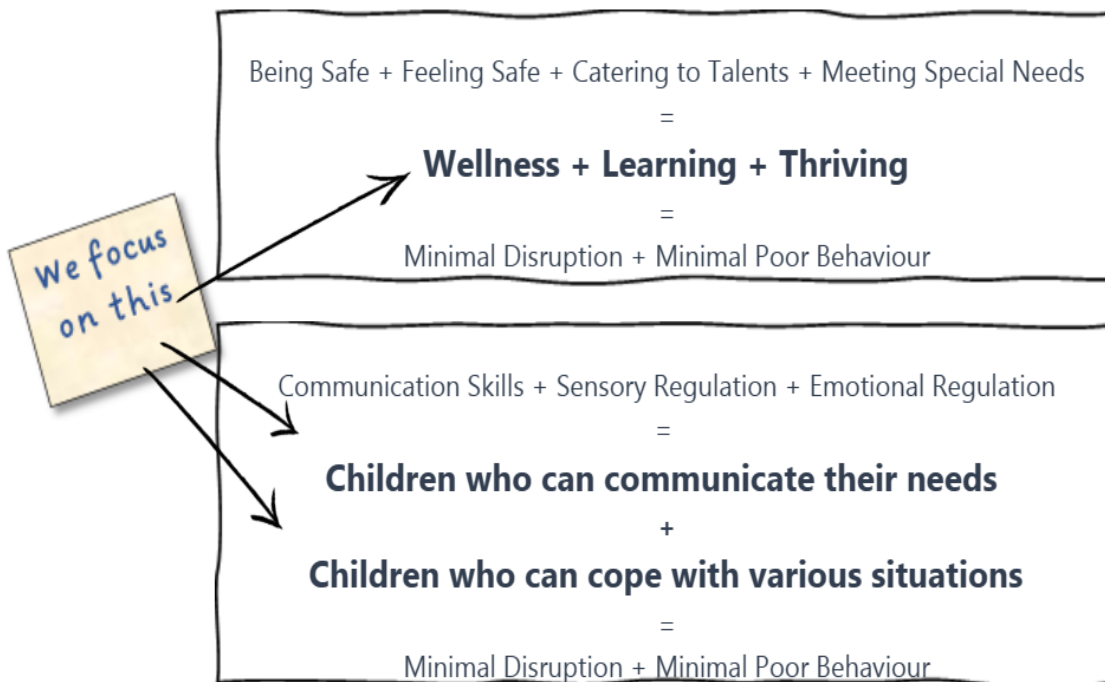 Being Safe + Feeling Safe + Catering to Talents + Meeting Special Needs
=
Wellness + Learning + Thriving
=
Minimal Disruption + Minimal Poor Behaviour
We focus
on this
Communication Skills + Sensory Regulation + Emotional Regulation
=
Children who can communicate their needs
+
Children who can cope with various situations
=
Minimal Disruption + Minimal Poor Behaviour